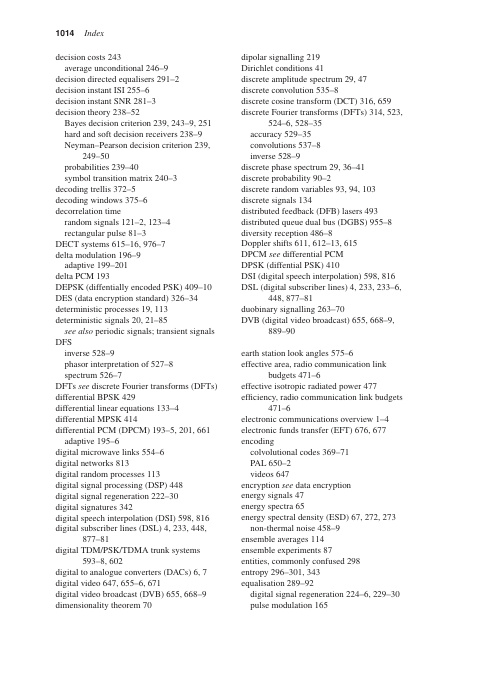 1014 Index
decision costs 243
average unconditional 246–9
decision directed equalisers 291–2
decision instant ISI 255–6
decision instant SNR 281–3
decision theory 238–52
Bayes decision criterion 239, 243–9, 251
hard and soft decision receivers 238–9
Neyman–Pearson decision criterion 239,
249–50
probabilities 239–40
symbol transition matrix 240–3
decoding trellis 372–5
decoding windows 375–6
decorrelation time
random signals 121–2, 123–4
rectangular pulse 81–3
DECT systems 615–16, 976–7
delta modulation 196–9
adaptive 199–201
delta PCM 193
DEPSK (diffentially encoded PSK) 409–10
DES (data encryption standard) 326–34
deterministic processes 19, 113
deterministic signals 20, 21–85
see also periodic signals; transient signals
DFS
inverse 528–9
phasor interpretation of 527–8
spectrum 526–7
DFTs see discrete Fourier transforms (DFTs)
differential BPSK 429
differential linear equations 133–4
differential MPSK 414
differential PCM (DPCM) 193–5, 201, 661
adaptive 195–6
digital microwave links 554–6
digital networks 813
digital random processes 113
digital signal processing (DSP) 448
digital signal regeneration 222–30
digital signatures 342
digital speech interpolation (DSI) 598, 816
digital subscriber lines (DSL) 4, 233, 448,
877–81
digital TDM/PSK/TDMA trunk systems
593–8, 602
digital to analogue converters (DACs) 6, 7
digital video 647, 655–6, 671
digital video broadcast (DVB) 655, 668–9
dimensionality theorem 70
dipolar signalling 219
Dirichlet conditions 41
discrete amplitude spectrum 29, 47
discrete convolution 535–8
discrete cosine transform (DCT) 316, 659
discrete Fourier transforms (DFTs) 314, 523,
524–6, 528–35
accuracy 529–35
convolutions 537–8
inverse 528–9
discrete phase spectrum 29, 36–41
discrete probability 90–2
discrete random variables 93, 94, 103
discrete signals 134
distributed feedback (DFB) lasers 493
distributed queue dual bus (DGBS) 955–8
diversity reception 486–8
Doppler shifts 611, 612–13, 615
DPCM see differential PCM
DPSK (diffential PSK) 410
DSI (digital speech interpolation) 598, 816
DSL (digital subscriber lines) 4, 233, 233–6,
448, 877–81
duobinary signalling 263–70
DVB (digital video broadcast) 655, 668–9,
889–90
earth station look angles 575–6
effective area, radio communication link
budgets 471–6
effective isotropic radiated power 477
efficiency, radio communication link budgets
471–6
electronic communications overview 1–4
electronic funds transfer (EFT) 676, 677
encoding
colvolutional codes 369–71
PAL 650–2
videos 647
encryption see data encryption
energy signals 47
energy spectra 65
energy spectral density (ESD) 67, 272, 273
non-thermal noise 458–9
ensemble averages 114
ensemble experiments 87
entities, commonly confused 298
entropy 296–301, 343
equalisation 289–92
digital signal regeneration 224–6, 229–30
pulse modulation 165